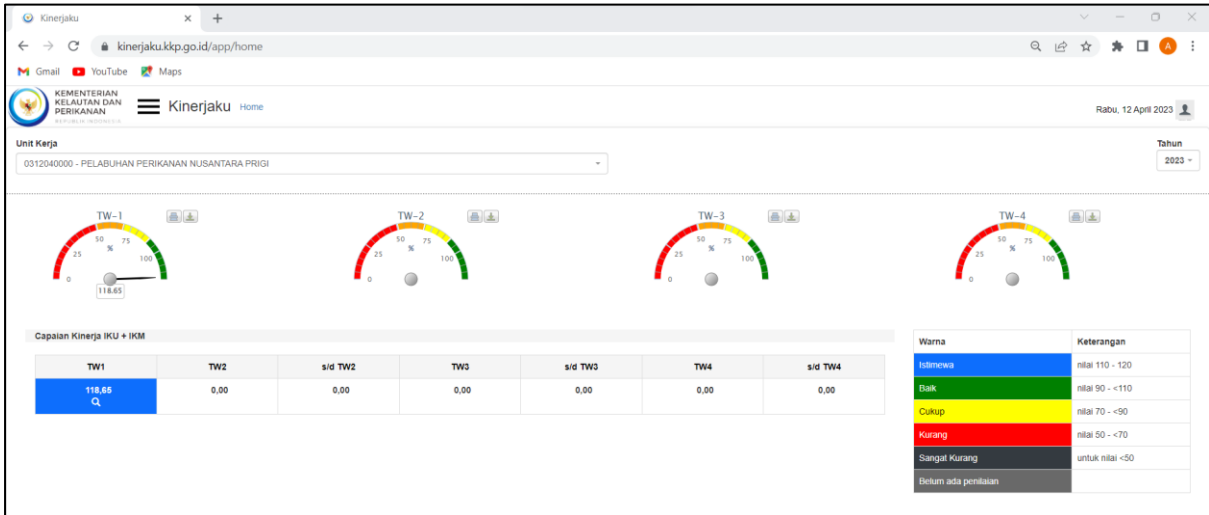 Kinerjaku
kinerjaku.kkp.go.id/app/home
A
Gmail YouTube Maps
KEMENTERIAN
KELAUTAN DAN
PERIKANAN
REPUBLIK INDONESIA
Kinerjaku Home
Rabu, 12 April 2023
Unit Kerja
Tahun
0312040000 - PELABUHAN PERIKANAN NUSANTARA PRIGI
2023
TW-1
0 25 50 75 100
%
118.65
TW-2
0 25 50 75 100
%
TW-3
0 25 50 75 100
%
TW-4
0 25 50 75 100
%
Capaian Kinerja IKU + IKM
TW1 TW2 s/d TW2 TW3 s/d TW3 TW4 s/d TW4
118,65 0,00 0,00 0,00 0,00 0,00 0,00
Warna Keterangan
Istimewa nilai 110 - 120
Baik nilai 90 - <110
Cukup nilai 70 - <90
Kurang nilai 50 - <70
Sangat Kurang untuk nilai <50
Belum ada penilaian